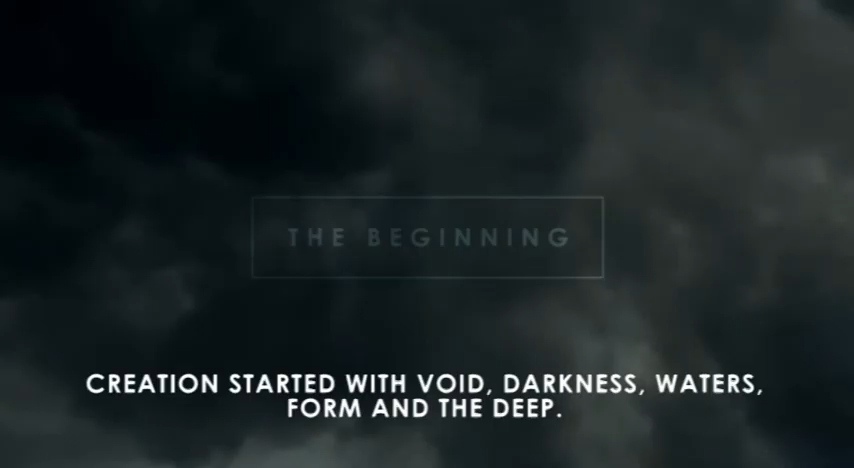 THE BEGINNING
CREATION STARTED WITH VOID, DARKNESS, WATERS,
FORM AND THE DEEP.